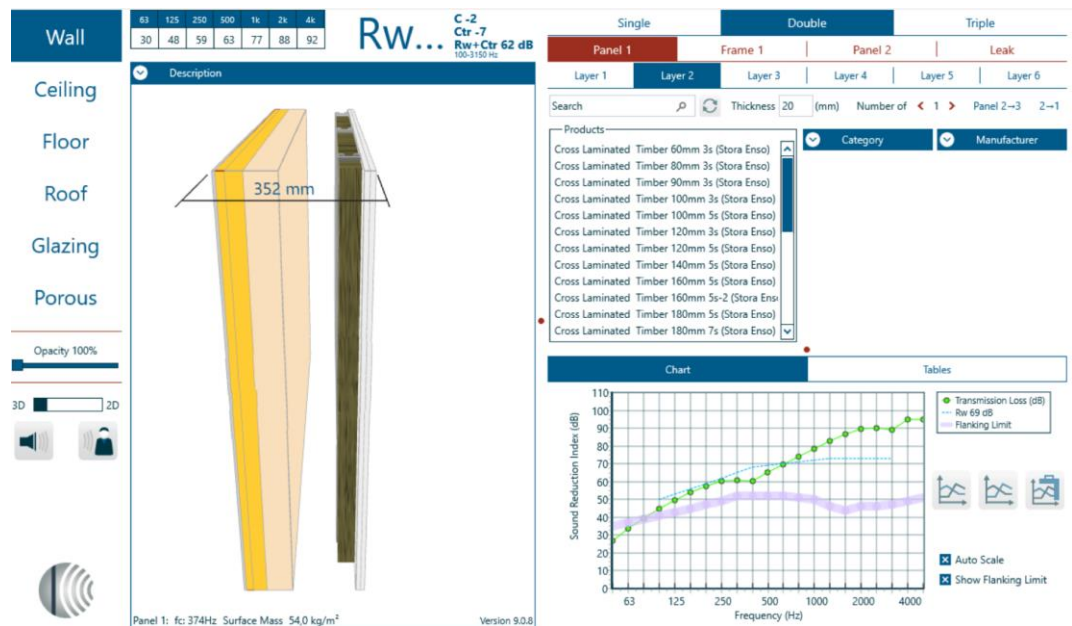 Wall
Ceiling
Floor
Roof
Glazing
Porous
Opacity 100%
3D 2D
63 125 250 500 1k 2k 4k
30 48 59 63 77 88 92
Rw...
C -2
Ctr -7
Rw+Ctr 62 dB
100-3150 Hz
Description
352 mm
Panel 1: fc: 374Hz Surface Mass 54,0 kg/m²
Version 9.0.8
Single Double Triple
Panel 1 Frame 1 Panel 2 Leak
Layer 1 Layer 2 Layer 3 Layer 4 Layer 5 Layer 6
Search Thickness 20 (mm) Number of < 1 > Panel 2→3 2→1
Products
Category
Manufacturer
Cross Laminated Timber 60mm 3s (Stora Enso)
Cross Laminated Timber 80mm 3s (Stora Enso)
Cross Laminated Timber 90mm 3s (Stora Enso)
Cross Laminated Timber 100mm 3s (Stora Enso)
Cross Laminated Timber 100mm 5s (Stora Enso)
Cross Laminated Timber 120mm 3s (Stora Enso)
Cross Laminated Timber 120mm 5s (Stora Enso)
Cross Laminated Timber 140mm 5s (Stora Enso)
Cross Laminated Timber 160mm 5s (Stora Enso)
Cross Laminated Timber 160mm 5s-2 (Stora Ens
Cross Laminated Timber 180mm 5s (Stora Enso)
Cross Laminated Timber 180mm 7s (Stora Enso)
Chart Tables
Sound Reduction Index (dB)
110
100
90
80
70
60
50
40
30
20
10
0
63 125 250 500 1000 2000 4000
Frequency (Hz)
Transmission Loss (dB)
Rw 69 dB
Flanking Limit
Auto Scale
Show Flanking Limit